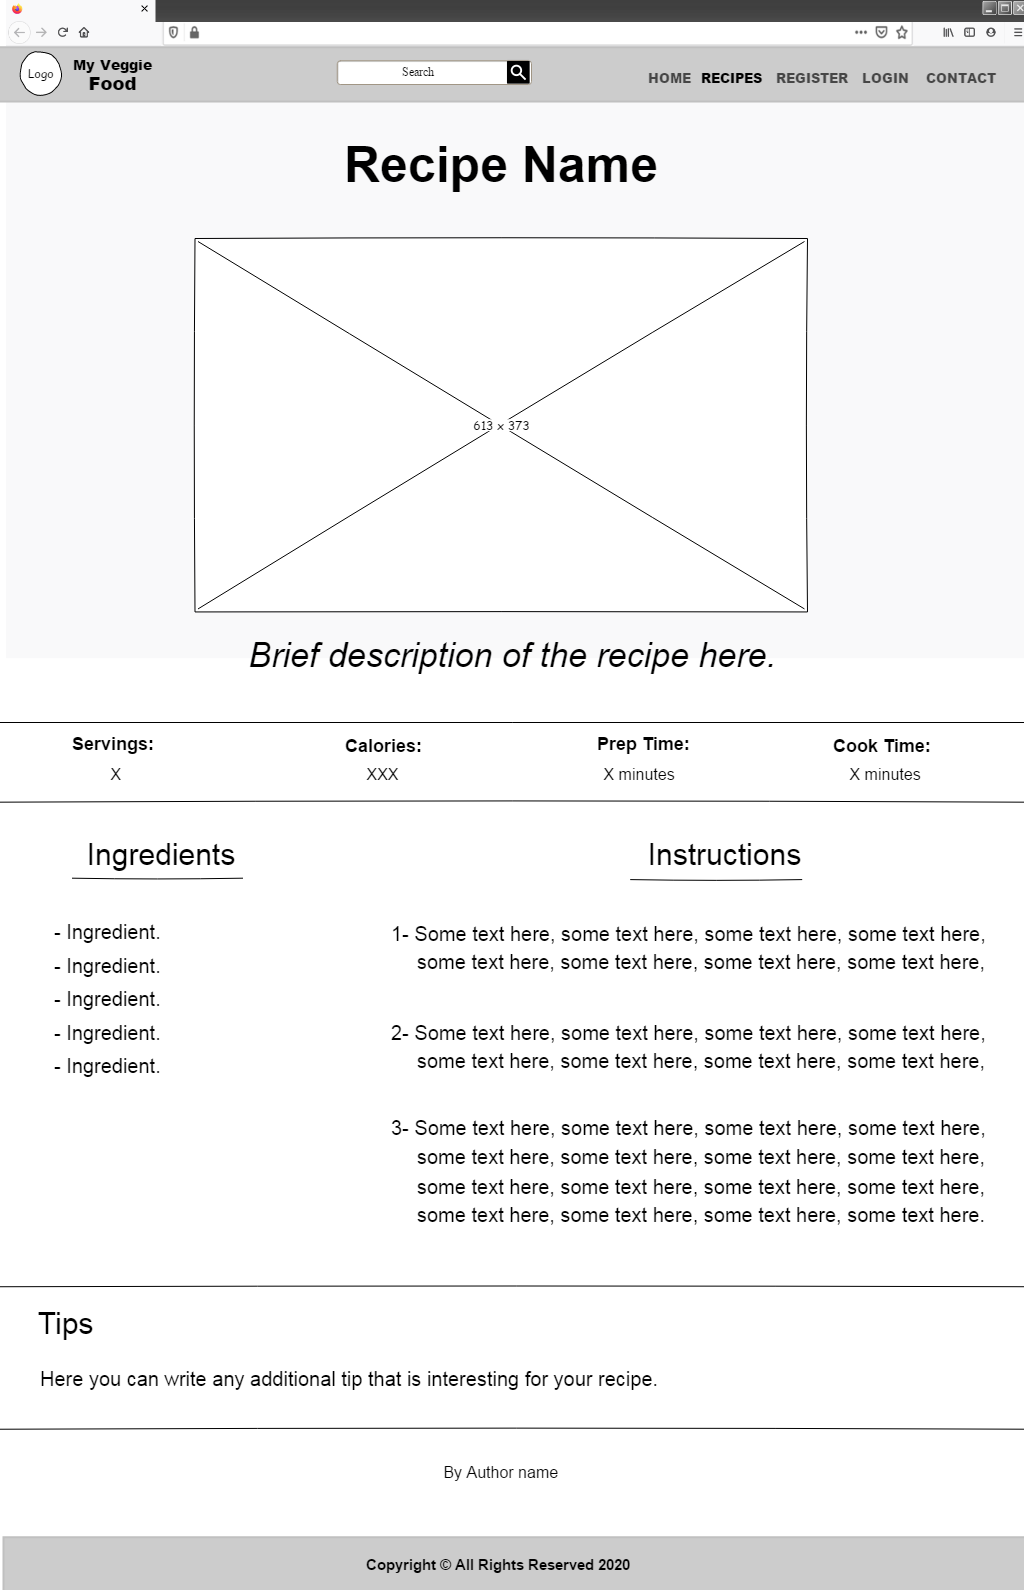 Logo
My Veggie
Food
Search
HOME RECIPES REGISTER LOGIN CONTACT
Recipe Name
613 × 373
Brief description of the recipe here.
Servings: Calories: Prep Time: Cook Time:
X XXX X minutes X minutes
Ingredients
- Ingredient.
- Ingredient.
- Ingredient.
- Ingredient.
- Ingredient.
Instructions
1- Some text here, some text here, some text here, some text here,
some text here, some text here, some text here, some text here,
2- Some text here, some text here, some text here, some text here,
some text here, some text here, some text here, some text here,
3- Some text here, some text here, some text here, some text here,
some text here, some text here, some text here, some text here,
some text here, some text here, some text here, some text here,
some text here, some text here, some text here, some text here.
Tips
Here you can write any additional tip that is interesting for your recipe.
By Author name
Copyright © All Rights Reserved 2020